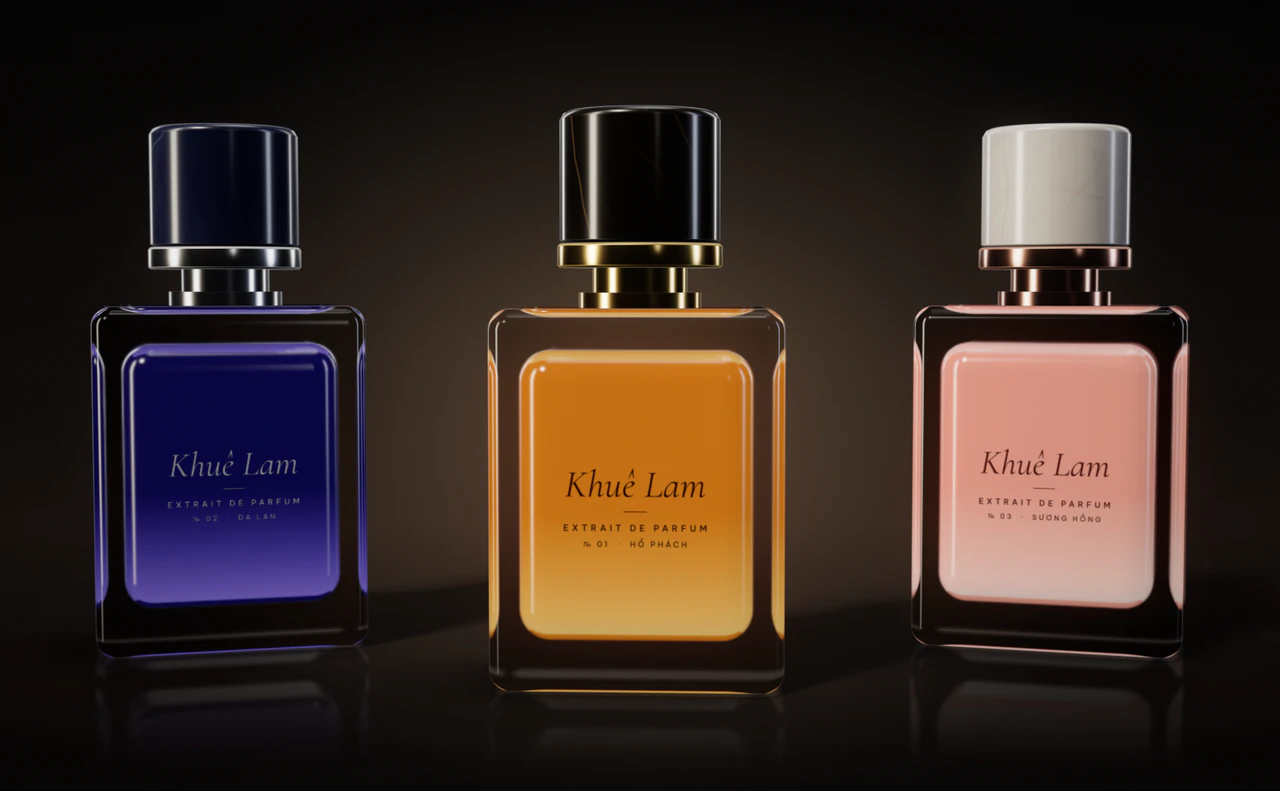 Khuê Lam
EXTRAIT DE PARFUM
№ 02 · DẠ LAN
Khuê Lam
EXTRAIT DE PARFUM
№ 01 · HỔ PHÁCH
Khuê Lam
EXTRAIT DE PARFUM
№ 03 · SƯƠNG HỒNG